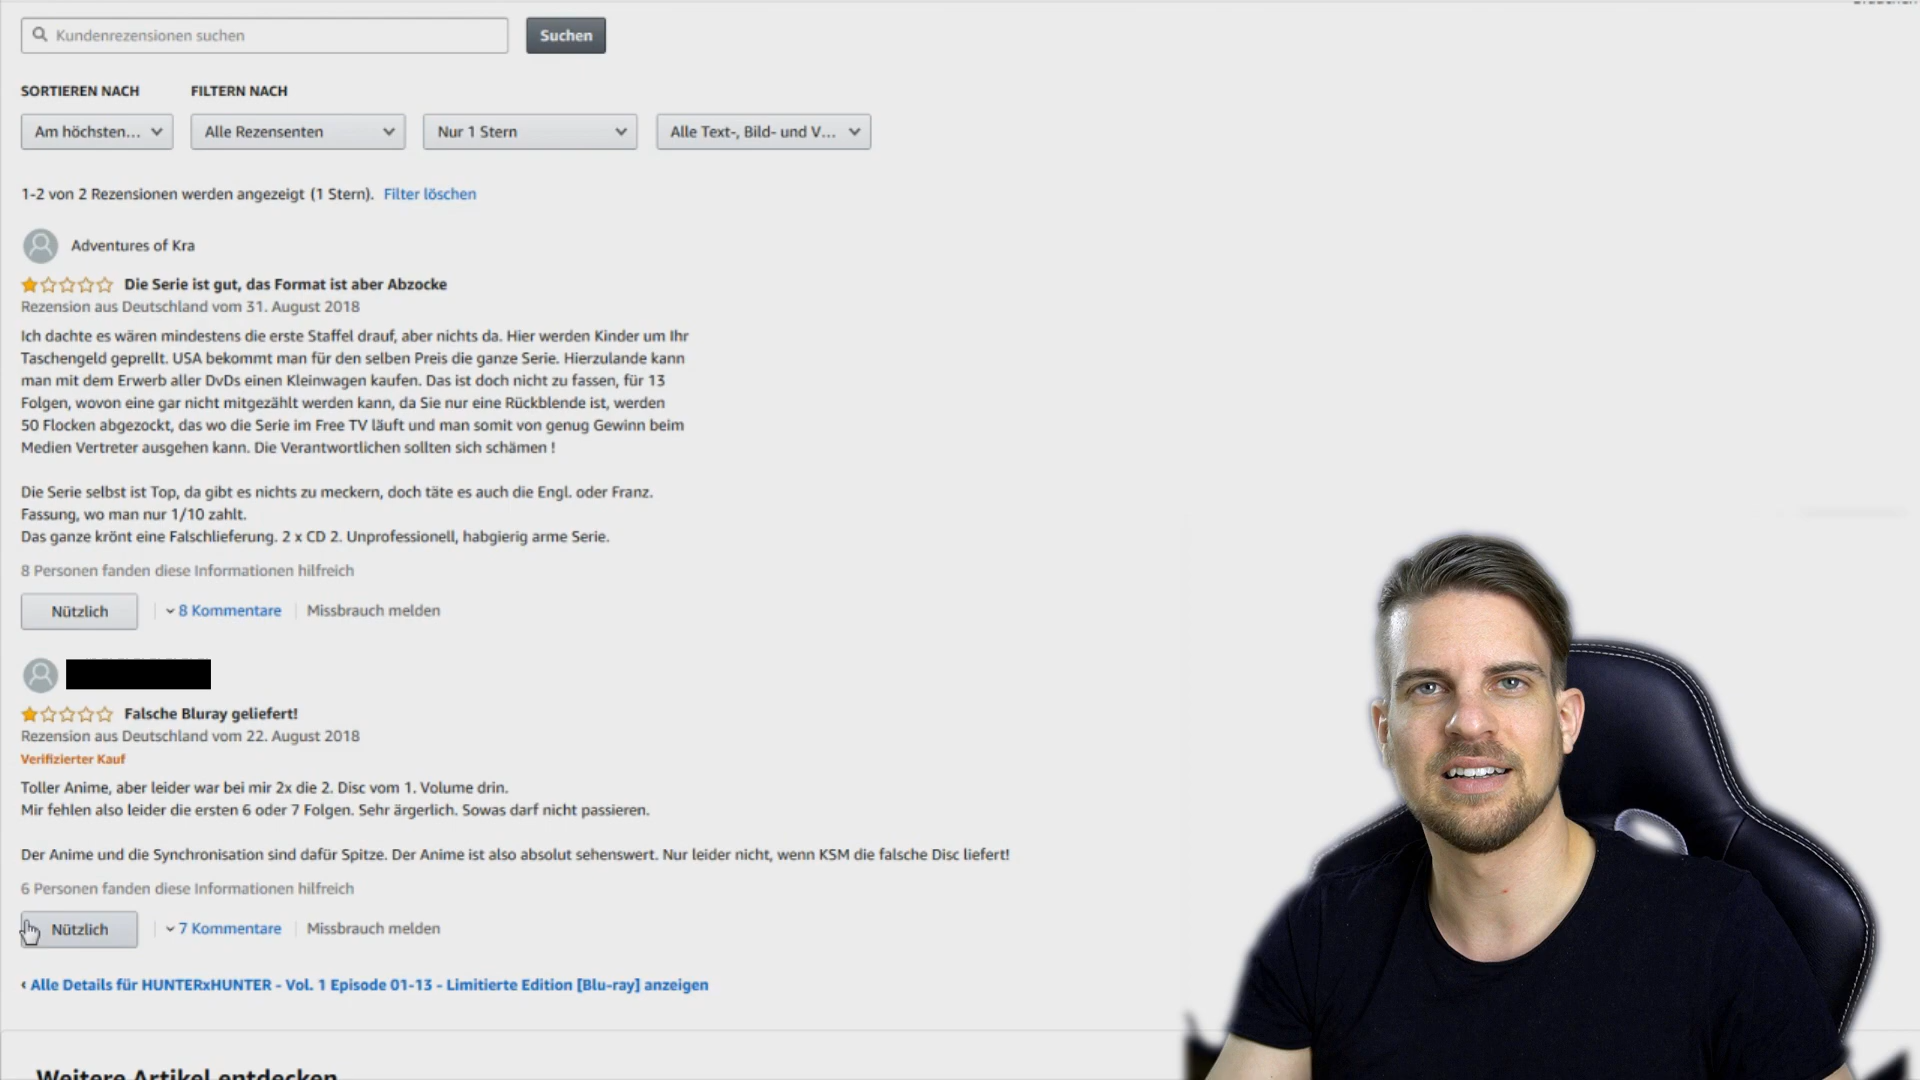 Kundenrezensionen suchen
Suchen
SORTIEREN NACH
FILTERN NACH
Am höchsten...
Alle Rezensenten
Nur 1 Stern
Alle Text-, Bild- und V...
1-2 von 2 Rezensionen werden angezeigt (1 Stern). Filter löschen
Adventures of Kra
Die Serie ist gut, das Format ist aber Abzocke
Rezension aus Deutschland vom 31. August 2018
Ich dachte es wären mindestens die erste Staffel drauf, aber nichts da. Hier werden Kinder um Ihr
Taschengeld geprellt. USA bekommt man für den selben Preis die ganze Serie. Hierzulande kann
man mit dem Erwerb aller DvDs einen Kleinwagen kaufen. Das ist doch nicht zu fassen, für 13
Folgen, wovon eine gar nicht mitgezählt werden kann, da Sie nur eine Rückblende ist, werden
50 Flocken abgezockt, das wo die Serie im Free TV läuft und man somit von genug Gewinn beim
Medien Vertreter ausgehen kann. Die Verantwortlichen sollten sich schämen !
Die Serie selbst ist Top, da gibt es nichts zu meckern, doch täte es auch die Engl. oder Franz.
Fassung, wo man nur 1/10 zahlt.
Das ganze krönt eine Falschlieferung. 2 x CD 2. Unprofessionell, habgierig arme Serie.
8 Personen fanden diese Informationen hilfreich
Nützlich
8 Kommentare
Missbrauch melden
Falsche Bluray geliefert!
Rezension aus Deutschland vom 22. August 2018
Verifizierter Kauf
Toller Anime, aber leider war bei mir 2x die 2. Disc vom 1. Volume drin.
Mir fehlen also leider die ersten 6 oder 7 Folgen. Sehr ärgerlich. Sowas darf nicht passieren.
Der Anime und die Synchronisation sind dafür Spitze. Der Anime ist also absolut sehenswert. Nur leider nicht, wenn KSM die falsche Disc liefert!
6 Personen fanden diese Informationen hilfreich
Nützlich
7 Kommentare
Missbrauch melden
‹ Alle Details für HUNTERxHUNTER - Vol. 1 Episode 01-13 - Limitierte Edition [Blu-ray] anzeigen
Weitere Artikel entdecken